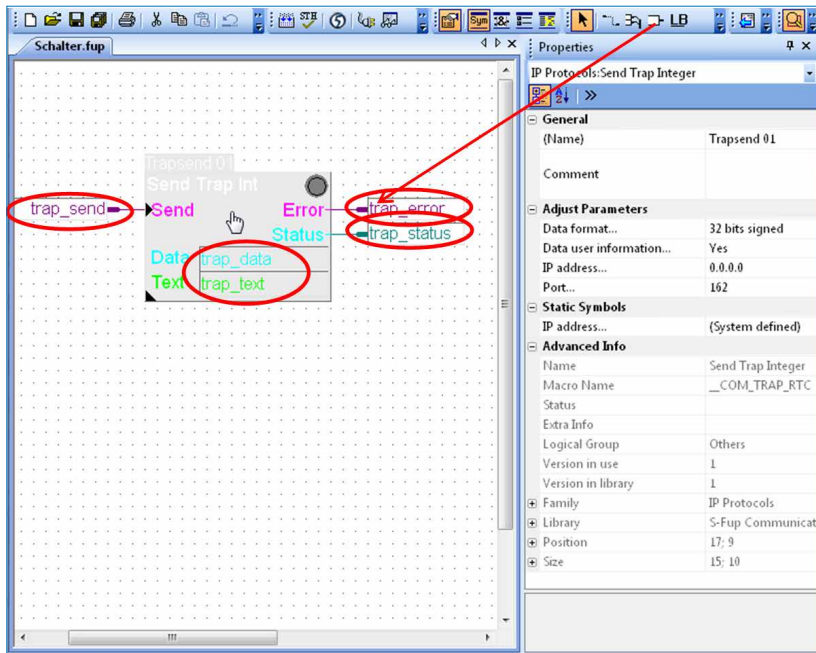 STH
Sym
LB
Schalter.fup
Properties
IP Protocols:Send Trap Integer
General
(Name) Trapsend 01
Comment
Adjust Parameters
Data format... 32 bits signed
Data user information... Yes
IP address... 0.0.0.0
Port... 162
Static Symbols
IP address... (System defined)
Advanced Info
Name Send Trap Integer
Macro Name __COM_TRAP_RTC
Status
Extra Info
Logical Group Others
Version in use 1
Version in library 1
Family IP Protocols
Library S-Fup Communicat
Position 17; 9
Size 15; 10
Trapsend 01
Send Trap Int
trap_send Send Error trap_error
Status trap_status
Data trap_data
Text trap_text